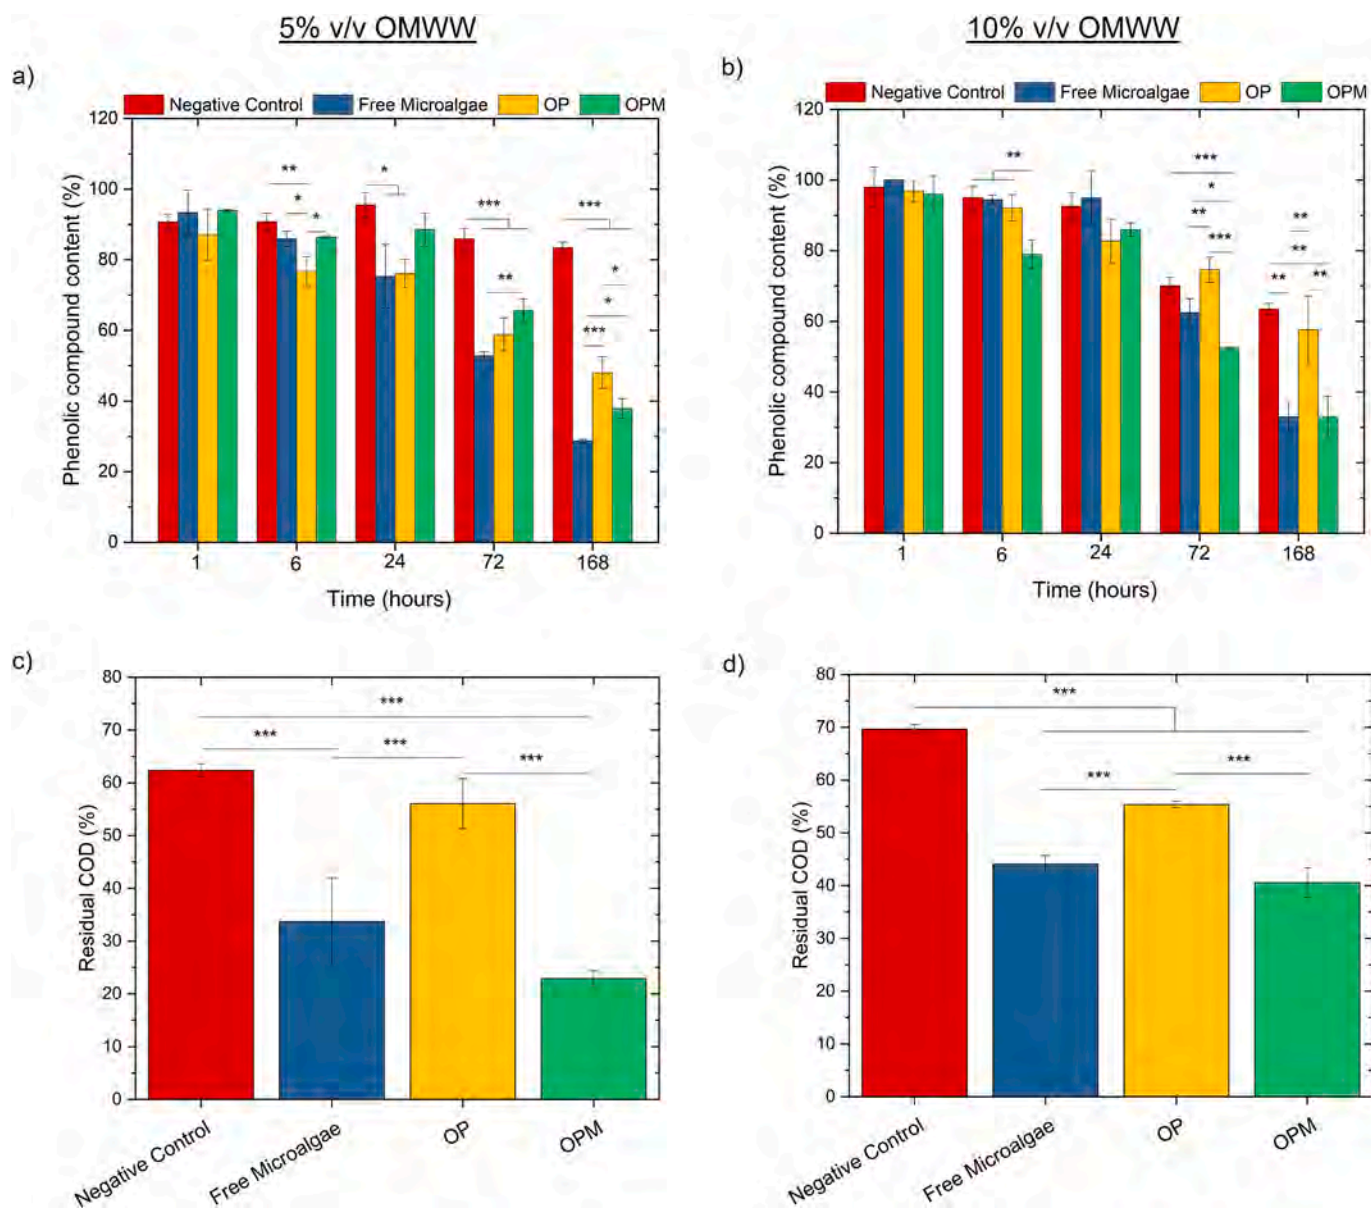 5% v/v OMWW
10% v/v OMWW
a)
Negative Control Free Microalgae OP OPM
Phenolic compound content (%)
120
100
80
60
40
20
0
** * * * *** ** *** * * ***
1 6 24 72 168
Time (hours)
b)
Negative Control Free Microalgae OP OPM
Phenolic compound content (%)
120
100
80
60
40
20
0
** *** * ** *** ** ** ** **
1 6 24 72 168
Time (hours)
c)
Residual COD (%)
80
70
60
50
40
30
20
10
0
***
*** *** ***
Negative Control Free Microalgae OP OPM
d)
Residual COD (%)
80
70
60
50
40
30
20
10
0
***
*** ***
Negative Control Free Microalgae OP OPM